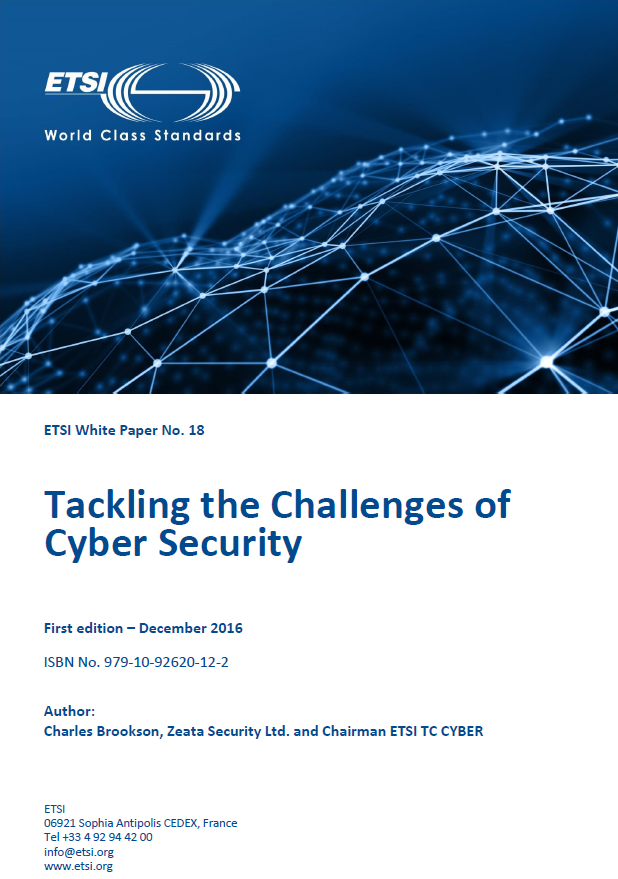 ETSI
World Class Standards
ETSI White Paper No. 18
Tackling the Challenges of
Cyber Security
First edition – December 2016
ISBN No. 979-10-92620-12-2
Author:
Charles Brookson, Zeata Security Ltd. and Chairman ETSI TC CYBER
ETSI
06921 Sophia Antipolis CEDEX, France
Tel +33 4 92 94 42 00
info@etsi.org
www.etsi.org